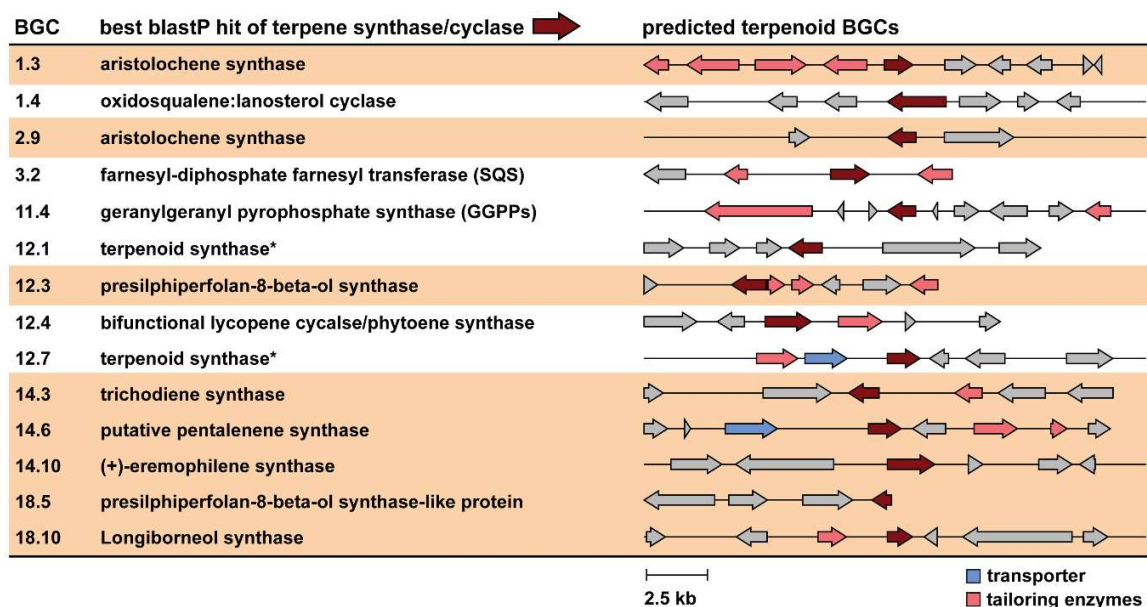 BGC best blastP hit of terpene synthase/cyclase predicted terpenoid BGCs
1.3 aristolochene synthase
1.4 oxidosqualene:lanosterol cyclase
2.9 aristolochene synthase
3.2 farnesyl-diphosphate farnesyl transferase (SQS)
11.4 geranylgeranyl pyrophosphate synthase (GGPPs)
12.1 terpenoid synthase*
12.3 presilphiperfolan-8-beta-ol synthase
12.4 bifunctional lycopene cycalse/phytoene synthase
12.7 terpenoid synthase*
14.3 trichodiene synthase
14.6 putative pentalenene synthase
14.10 (+)-eremophilene synthase
18.5 presilphiperfolan-8-beta-ol synthase-like protein
18.10 Longiborneol synthase
2.5 kb
transporter
tailoring enzymes